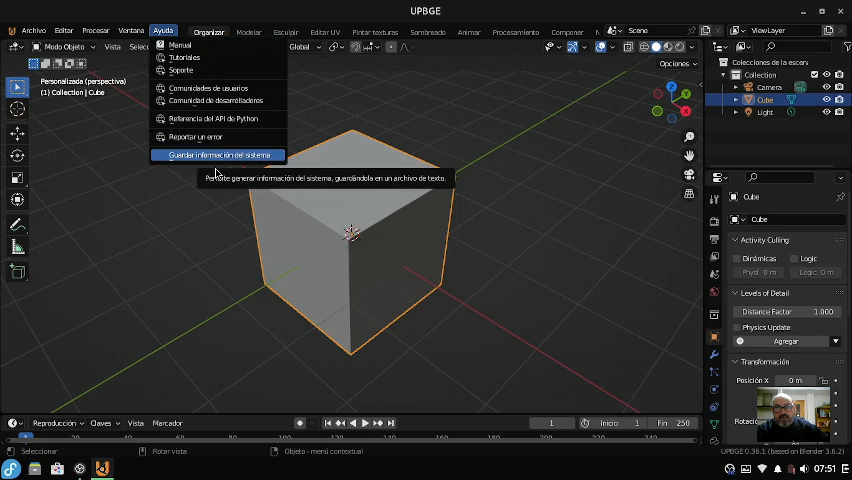 UPBGE
Archivo Editar Procesar Ventana Ayuda Organizar Modelar Esculpir Editar UV Pintar texturas Sombreado Animar Procesamiento Componer Scene ViewLayer
Modo Objeto Vista Global
Opciones
Manual
Tutoriales
Soporte
Comunidades de usuarios
Comunidad de desarrolladores
Referencia del API de Python
Reportar un error
Guardar información del sistema
Permite generar información del sistema, guardándola en un archivo de texto.
Personalizada (perspectiva)
(1) Collection | Cube
Z
Y
X
Colecciones de la escena
Collection
Camera
Cube
Light
Cube
Cube
Activity Culling
Dinámicas Logic
Physi 0 m Logic 0 m
Levels of Detail
Distance Factor 1.000
Physics Update
Agregar
Transformación
Posición X 0 m
Reproducción Claves Vista Marcador 1 Inicio 1 Fin 250
Seleccionar Rotar vista Objeto - menú contextual UPBGE 0.36.1 (based on Blender 3.6.2)
07:51